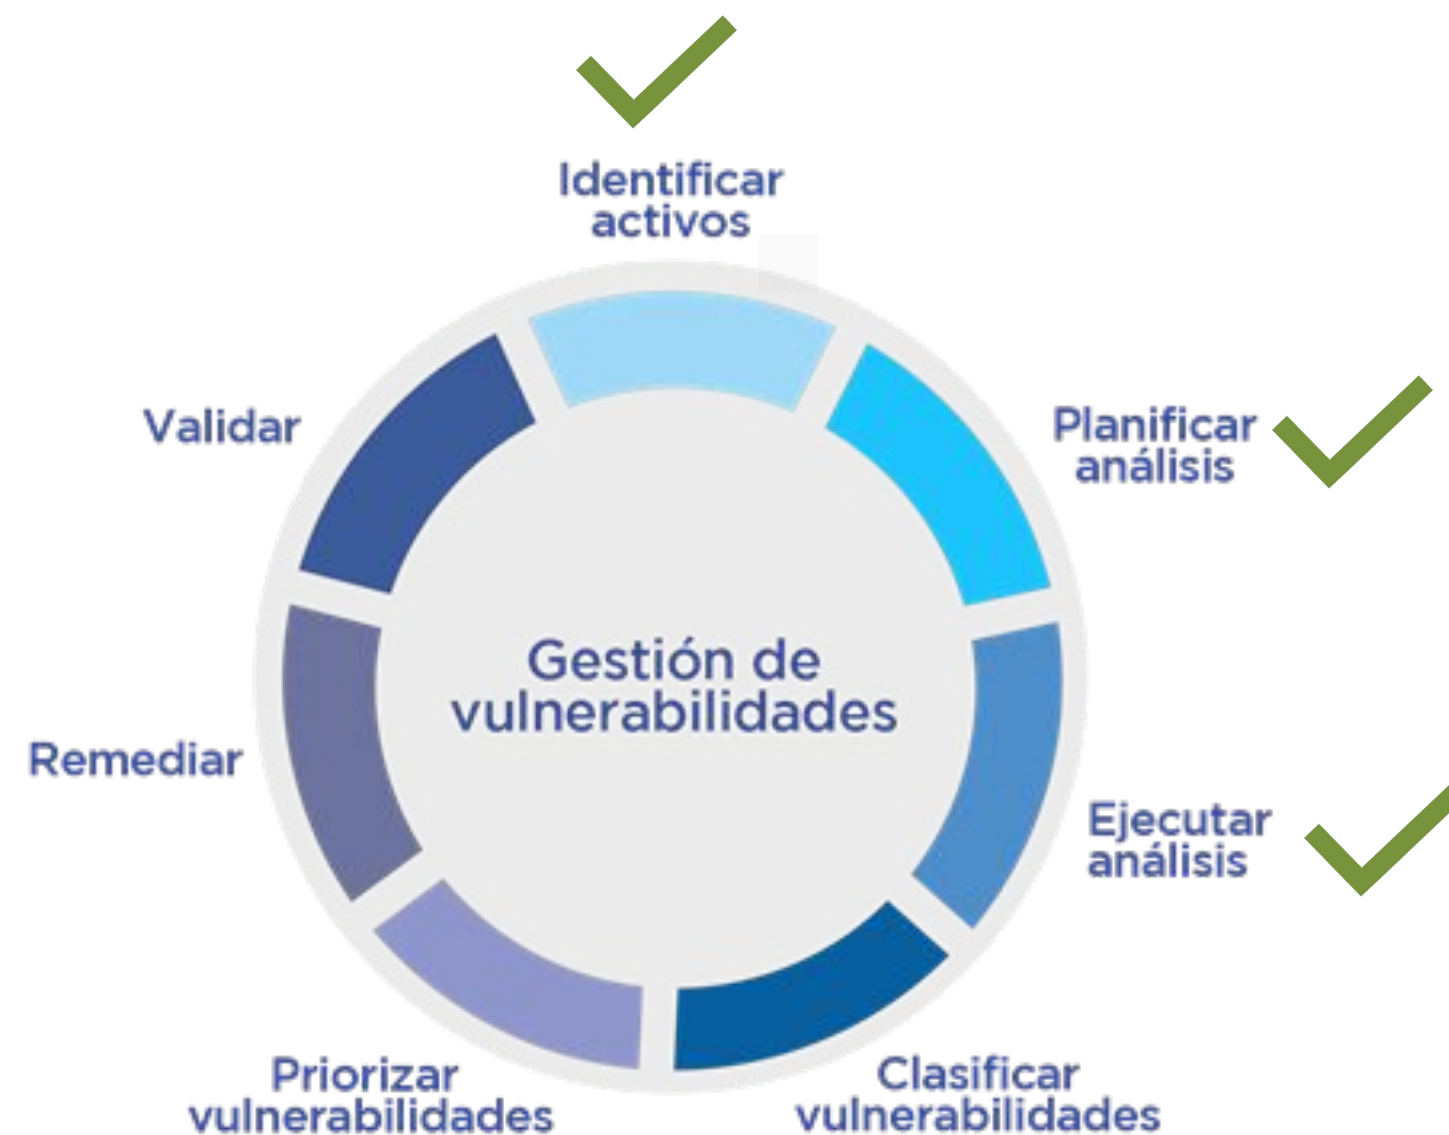 Identificar
activos
Planificar
análisis
Ejecutar
análisis
Clasificar
vulnerabilidades
Priorizar
vulnerabilidades
Remediar
Validar
Gestión de
vulnerabilidades